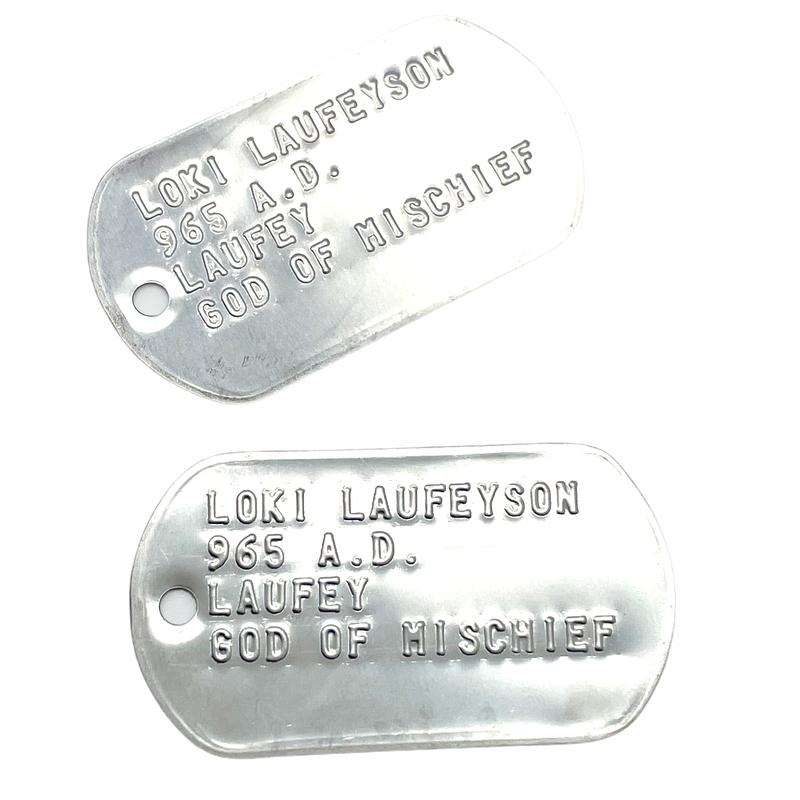 LOKI LAUFEYSON
965 A.D.
LAUFEY
GOD OF MISCHIEF
LOKI LAUFEYSON
965 A.D.
LAUFEY
GOD OF MISCHIEF